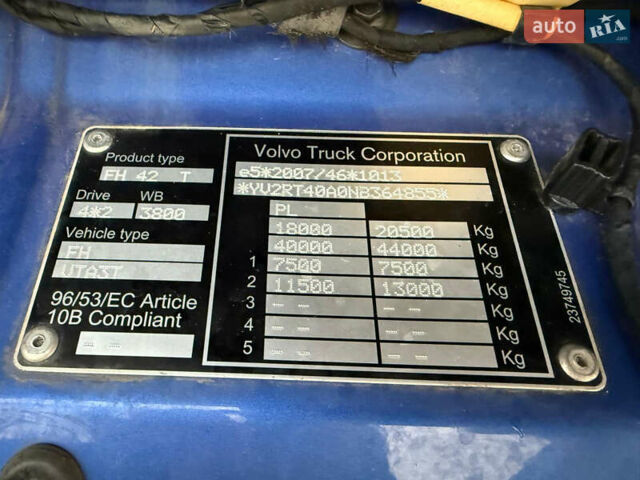 auto RIA.com
Product type
FH 42 T
Drive WB
4*2 3800
Vehicle type
FH
VTA3T
96/53/EC Article
10B Compliant
-- --
Volvo Truck Corporation
e5*2007/46*1013
*YV2RT40A0NB364855*
PL
18000 20500 Kg
40000 44000 Kg
1 7500 7500 Kg
2 11500 13000 Kg
3 -- -- -- -- Kg
4 -- -- -- -- Kg
5 -- -- -- -- Kg
23749745